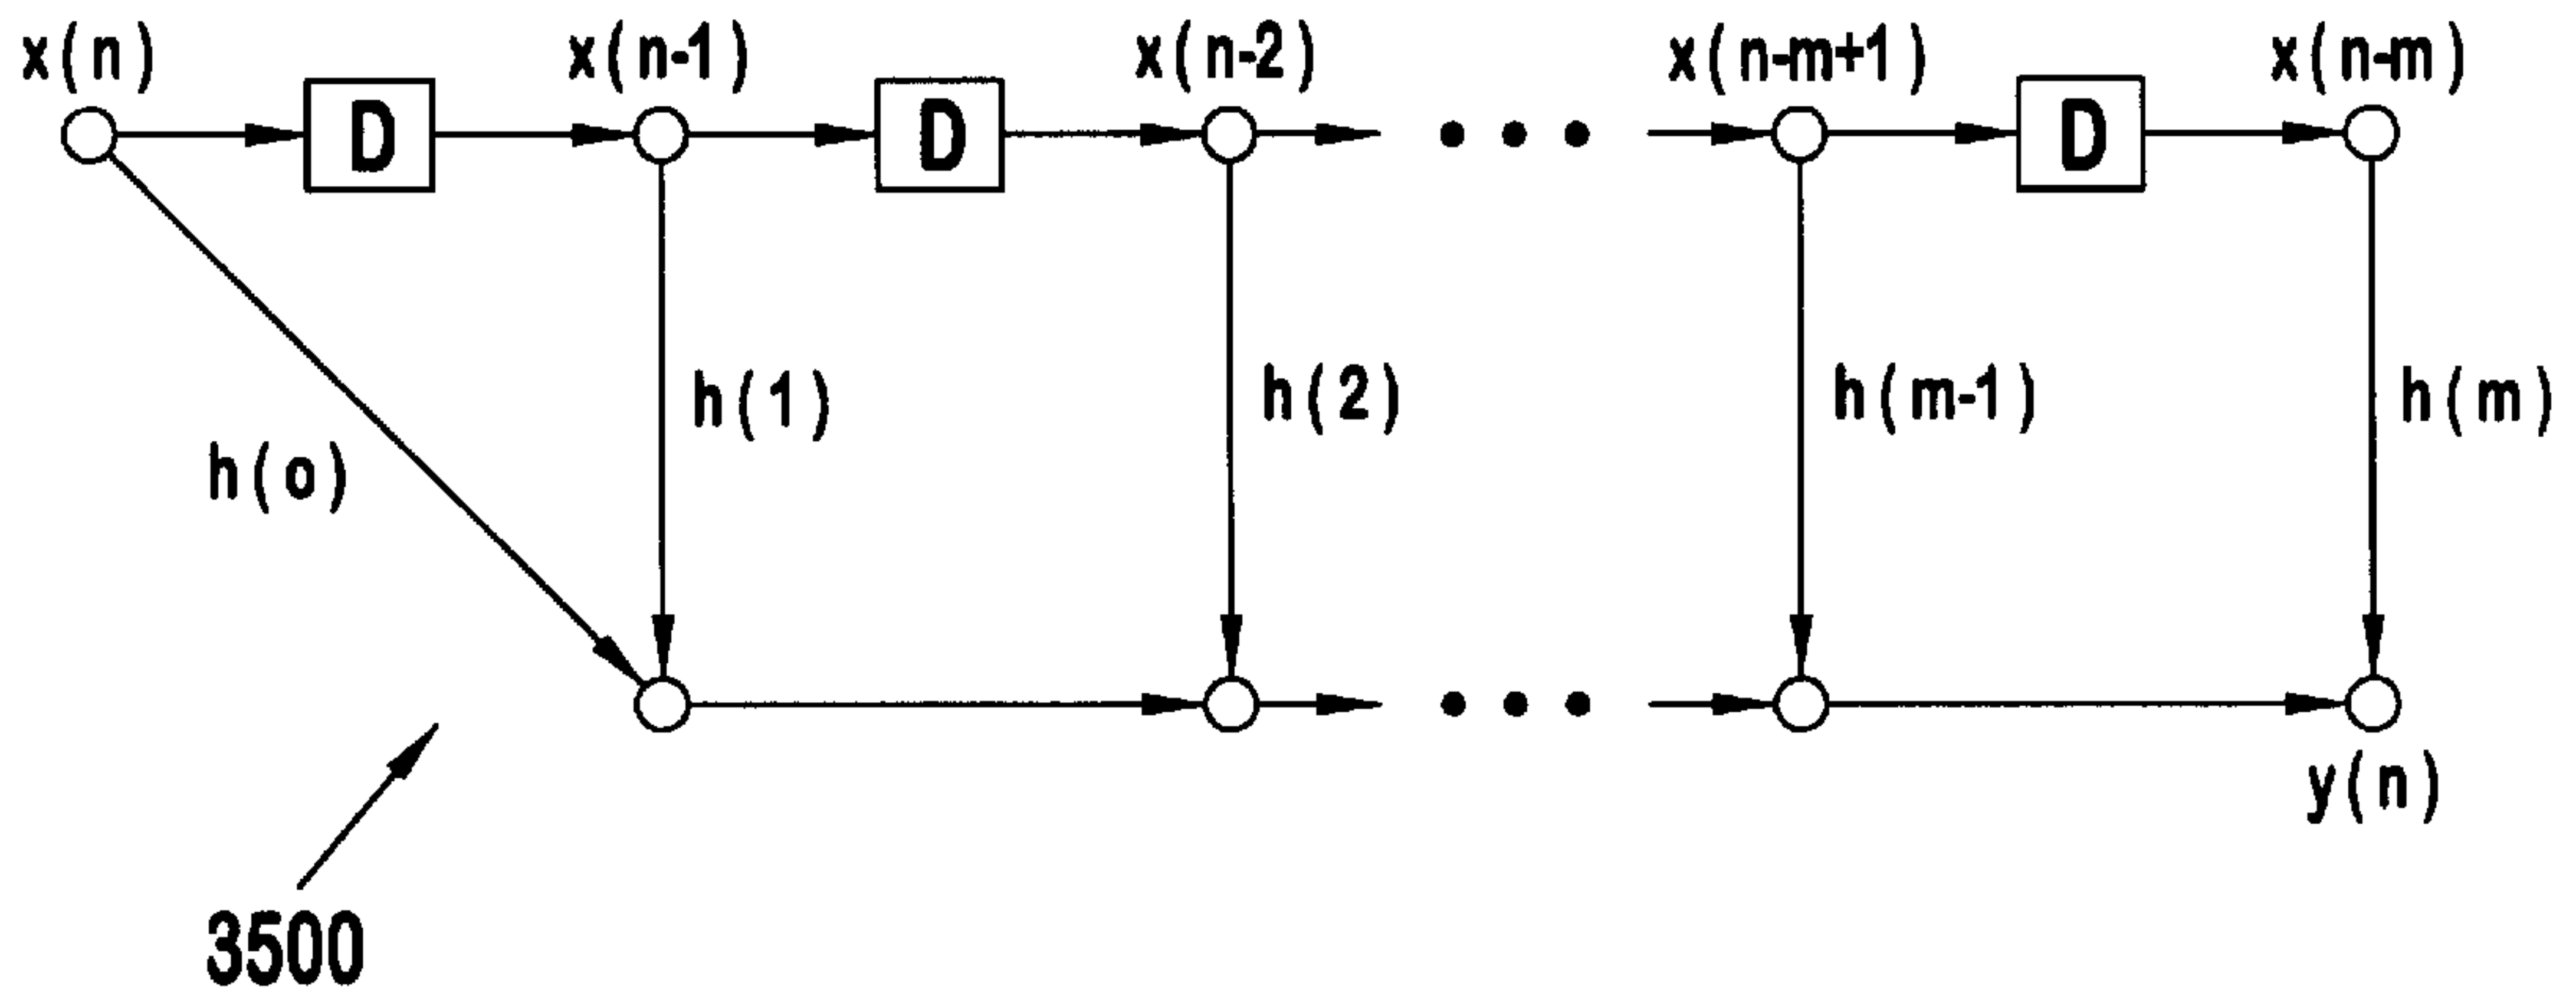 x(n) x(n-1) x(n-2) x(n-m+1) x(n-m)
D D D
h(o) h(1) h(2) h(m-1) h(m)
y(n)
3500